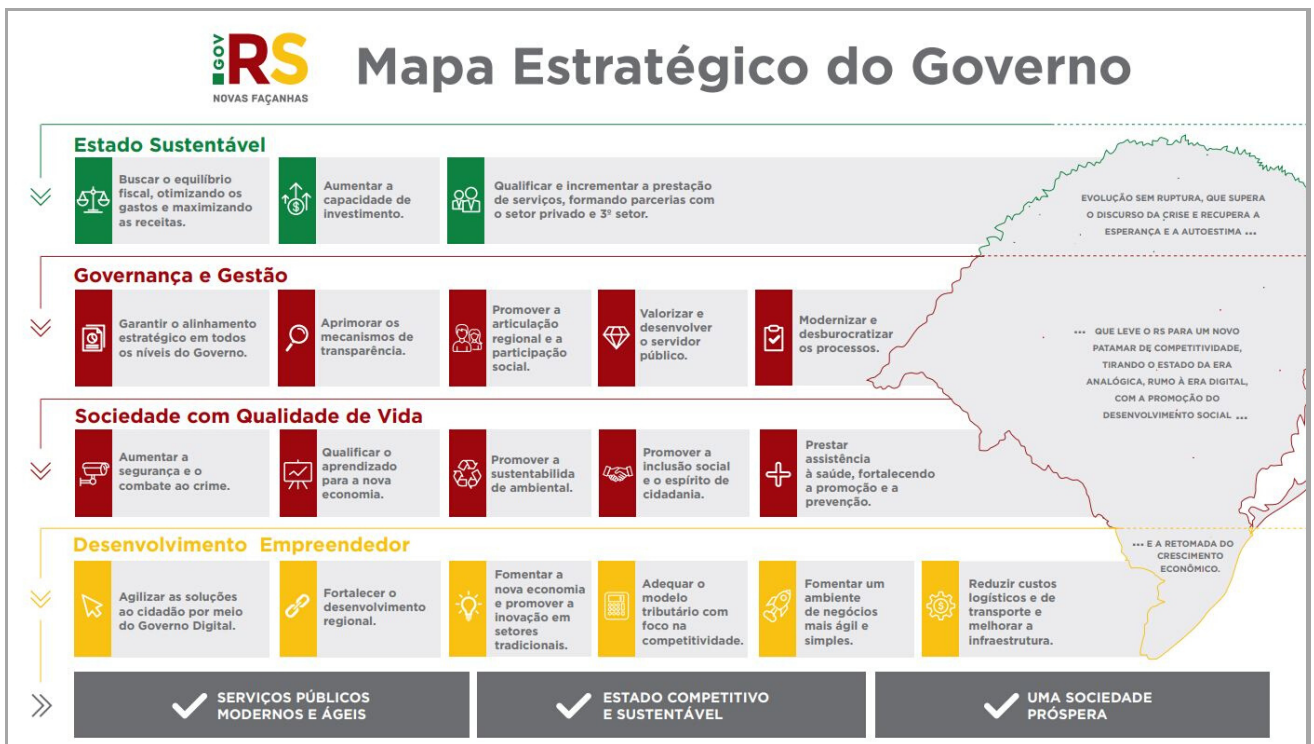 GOV
RS
NOVAS FAÇANHAS
Mapa Estratégico do Governo
Estado Sustentável
Buscar o equilíbrio
fiscal, otimizando os
gastos e maximizando
as receitas.
Aumentar a
capacidade de
investimento.
Qualificar e incrementar a prestação
de serviços, formando parcerias com
o setor privado e 3º setor.
EVOLUÇÃO SEM RUPTURA, QUE SUPERA
O DISCURSO DA CRISE E RECUPERA A
ESPERANÇA E A AUTOESTIMA ...
Governança e Gestão
Garantir o alinhamento
estratégico em todos
os níveis do Governo.
Aprimorar os
mecanismos de
transparência.
Promover a
articulação
regional e a
participação
social.
Valorizar e
desenvolver
o servidor
público.
Modernizar e
desburocratizar
os processos.
... QUE LEVE O RS PARA UM NOVO
PATAMAR DE COMPETITIVIDADE,
TIRANDO O ESTADO DA ERA
ANALÓGICA, RUMO À ERA DIGITAL,
COM A PROMOÇÃO DO
DESENVOLVIMENTO SOCIAL ...
Sociedade com Qualidade de Vida
Aumentar a
segurança e o
combate ao crime.
Qualificar o
aprendizado
para a nova
economia.
Promover a
sustentabilida
de ambiental.
Promover a
inclusão social
e o espírito de
cidadania.
Prestar
assistência
à saúde, fortalecendo
a promoção e a
prevenção.
Desenvolvimento Empreendedor
Agilizar as soluções
ao cidadão por meio
do Governo Digital.
Fortalecer o
desenvolvimento
regional.
Fomentar a
nova economia
e promover a
inovação em
setores
tradicionais.
Adequar o
modelo
tributário com
foco na
competitividade.
Fomentar um
ambiente
de negócios
mais ágil e
simples.
Reduzir custos
logísticos e de
transporte e
melhorar a
infraestrutura.
... E A RETOMADA DO
CRESCIMENTO
ECONÔMICO.
SERVIÇOS PÚBLICOS
MODERNOS E ÁGEIS
ESTADO COMPETITIVO
E SUSTENTÁVEL
UMA SOCIEDADE
PRÓSPERA